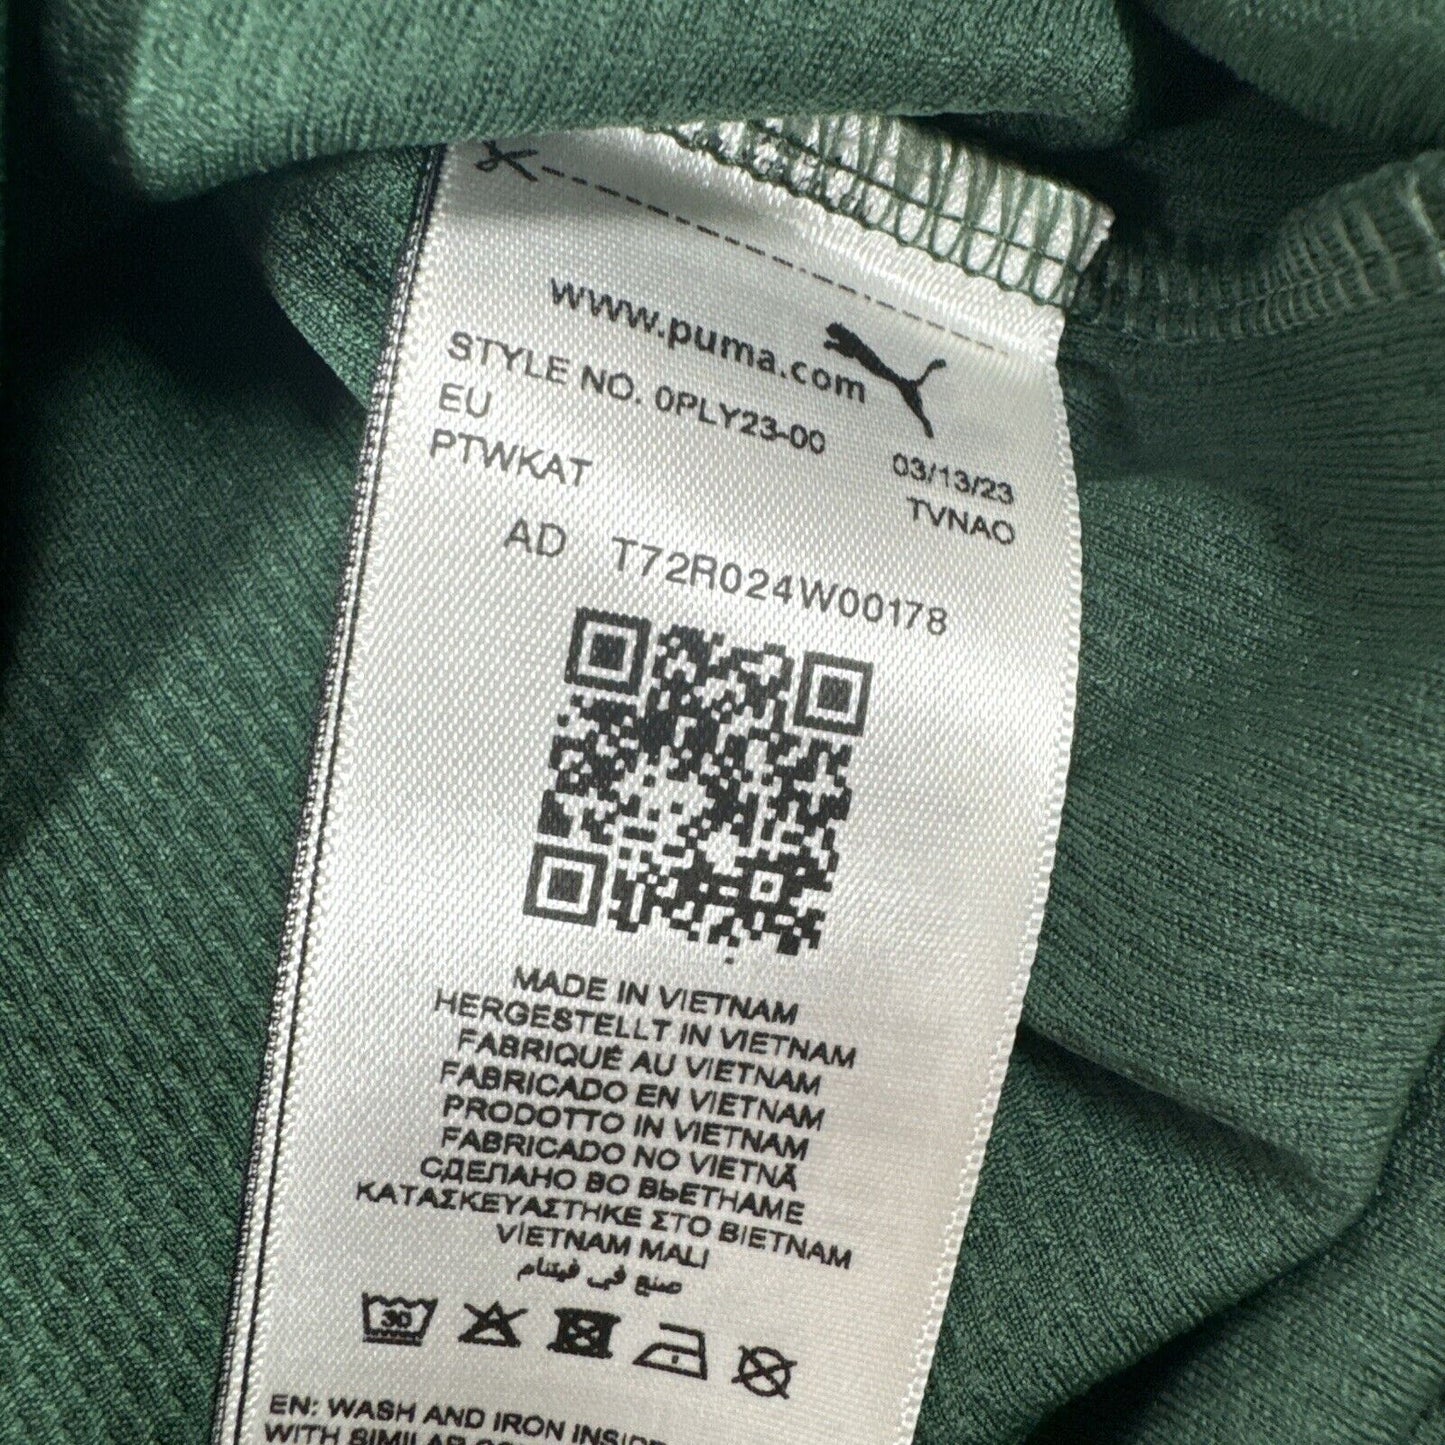 www.puma.com
STYLE NO. 0PLY23-00
EU 03/13/23
PTWKAT TVNAO
AD T72R024W00178
MADE IN VIETNAM
HERGESTELLT IN VIETNAM
FABRIQUÉ AU VIETNAM
FABRICADO EN VIETNAM
PRODOTTO IN VIETNAM
FABRICADO NO VIETNÃ
СДЕЛАНО ВО ВЬЕТНАМЕ
ΚΑΤΑΣΚΕΥΑΣΤΗΚΕ ΣΤΟ ΒΙΕΤΝΑΜ
VIETNAM MALI
صنع في فيتنام
30
EN: WASH AND IRON INSIDE
WITH SIMILAR